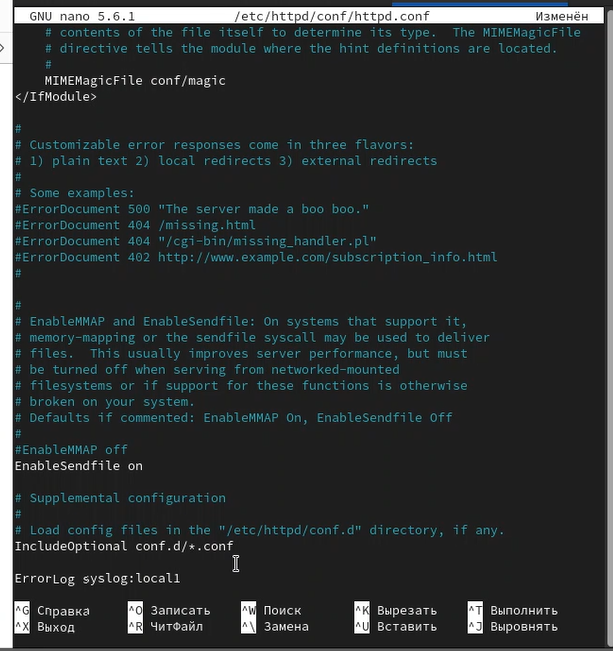 GNU nano 5.6.1 /etc/httpd/conf/httpd.conf Изменён
# contents of the file itself to determine its type.  The MIMEMagicFile
# directive tells the module where the hint definitions are located.
#
MIMEMagicFile conf/magic
</IfModule>
#
# Customizable error responses come in three flavors:
# 1) plain text 2) local redirects 3) external redirects
#
# Some examples:
#ErrorDocument 500 "The server made a boo boo."
#ErrorDocument 404 /missing.html
#ErrorDocument 404 "/cgi-bin/missing_handler.pl"
#ErrorDocument 402 http://www.example.com/subscription_info.html
#
#
# EnableMMAP and EnableSendfile: On systems that support it,
# memory-mapping or the sendfile syscall may be used to deliver
# files.  This usually improves server performance, but must
# be turned off when serving from networked-mounted
# filesystems or if support for these functions is otherwise
# broken on your system.
# Defaults if commented: EnableMMAP On, EnableSendfile Off
#
#EnableMMAP off
EnableSendfile on
# Supplemental configuration
#
# Load config files in the "/etc/httpd/conf.d" directory, if any.
IncludeOptional conf.d/*.conf
ErrorLog syslog:local1
^G Справка ^O Записать ^W Поиск ^K Вырезать ^T Выполнить
^X Выход ^R ЧитФайл ^\ Замена ^U Вставить ^J Выровнять